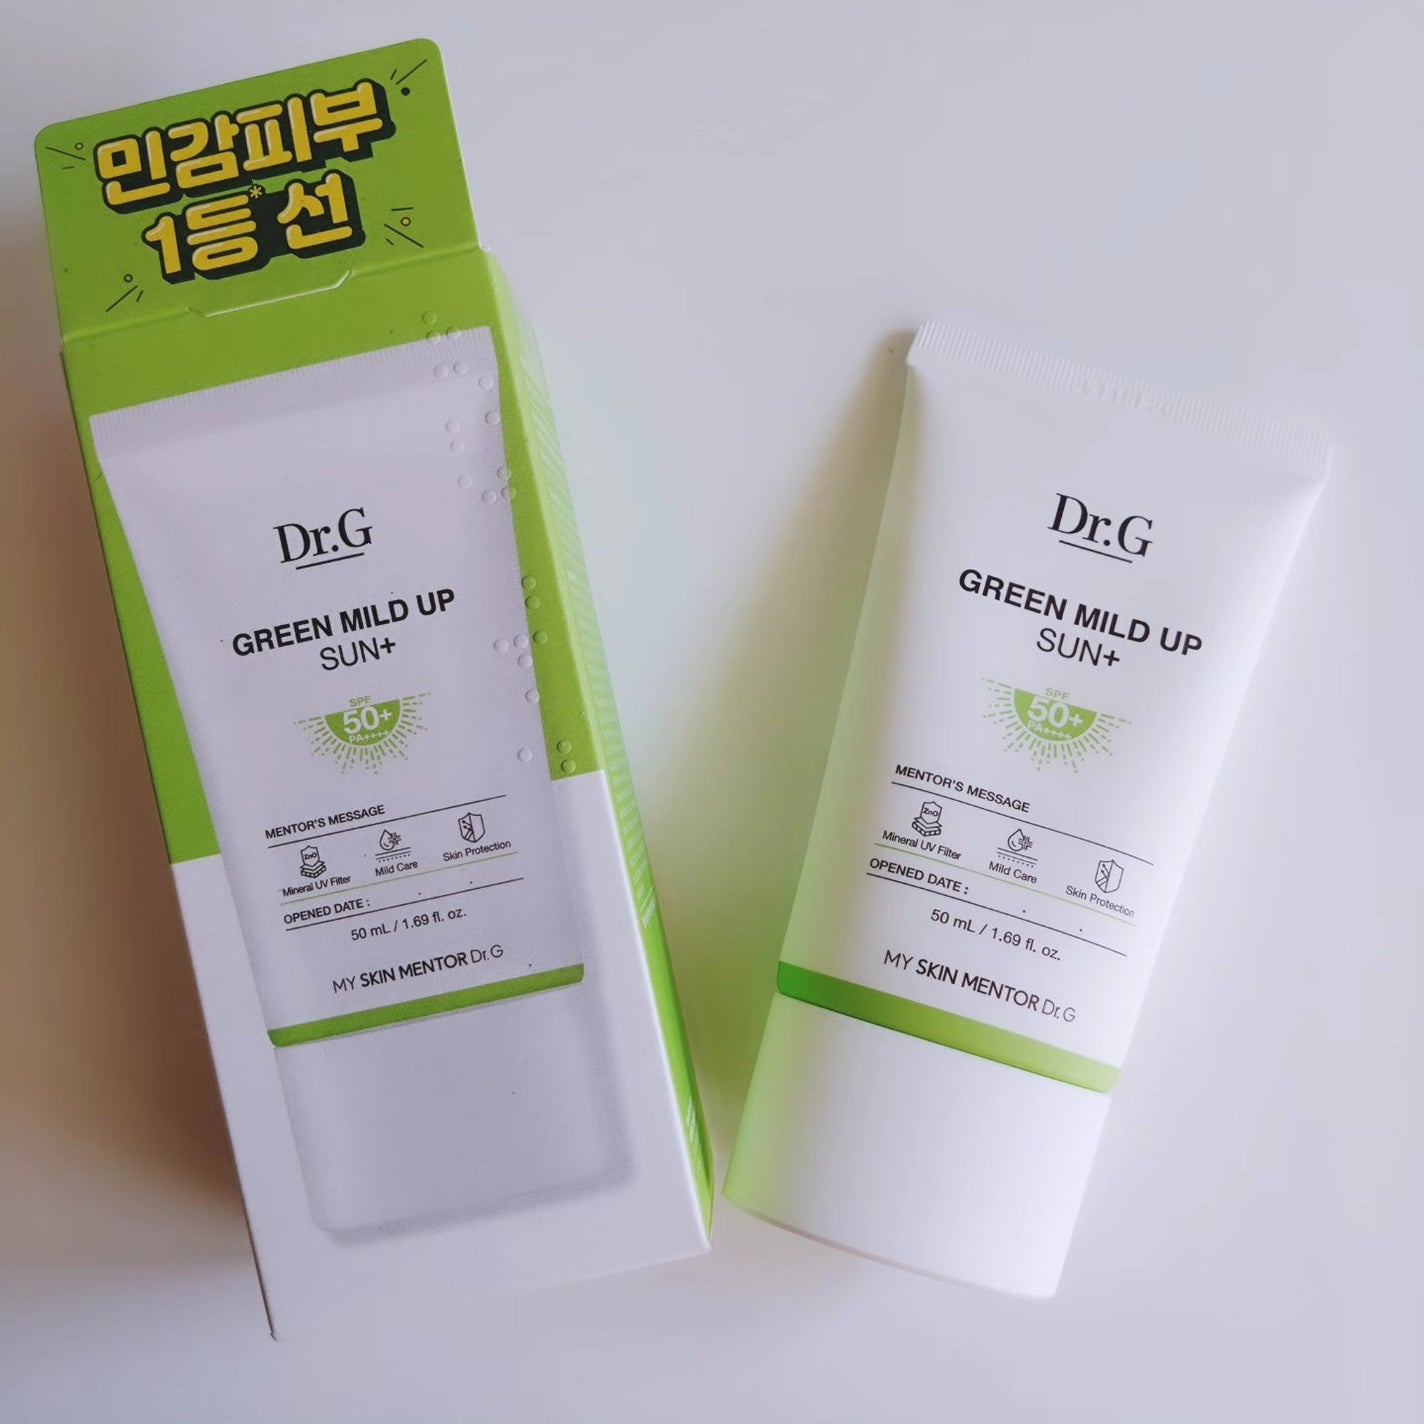 민감피부
1등* 선
Dr.G
GREEN MILD UP
SUN+
SPF
50+
PA++++
MENTOR'S MESSAGE
ZnO
Mineral UV Filter
Mild Care
Skin Protection
OPENED DATE :
50 mL / 1.69 fl. oz.
MY SKIN MENTOR Dr.G
Dr.G
GREEN MILD UP
SUN+
SPF
50+
PA++++
MENTOR'S MESSAGE
ZnO
Mineral UV Filter
Mild Care
Skin Protection
OPENED DATE :
50 mL / 1.69 fl. oz.
MY SKIN MENTOR Dr.G